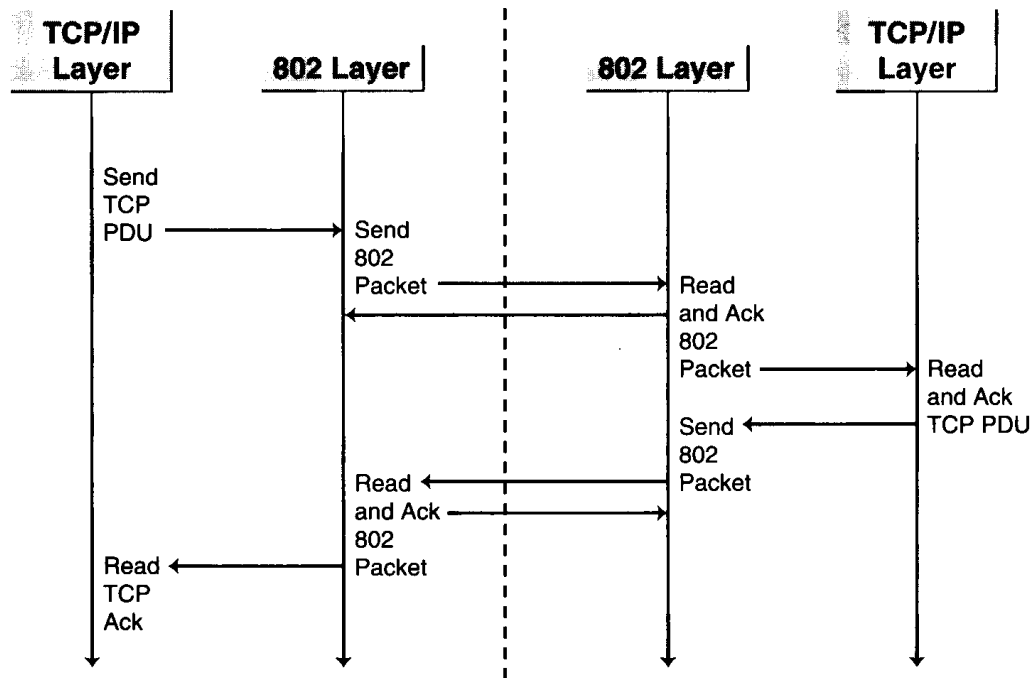 TCP/IP
Layer
802 Layer
802 Layer
TCP/IP
Layer
Send
TCP
PDU
Send
802
Packet
Read
and Ack
802
Packet
Read
and Ack
TCP PDU
Send
802
Packet
Read
and Ack
802
Packet
Read
TCP
Ack